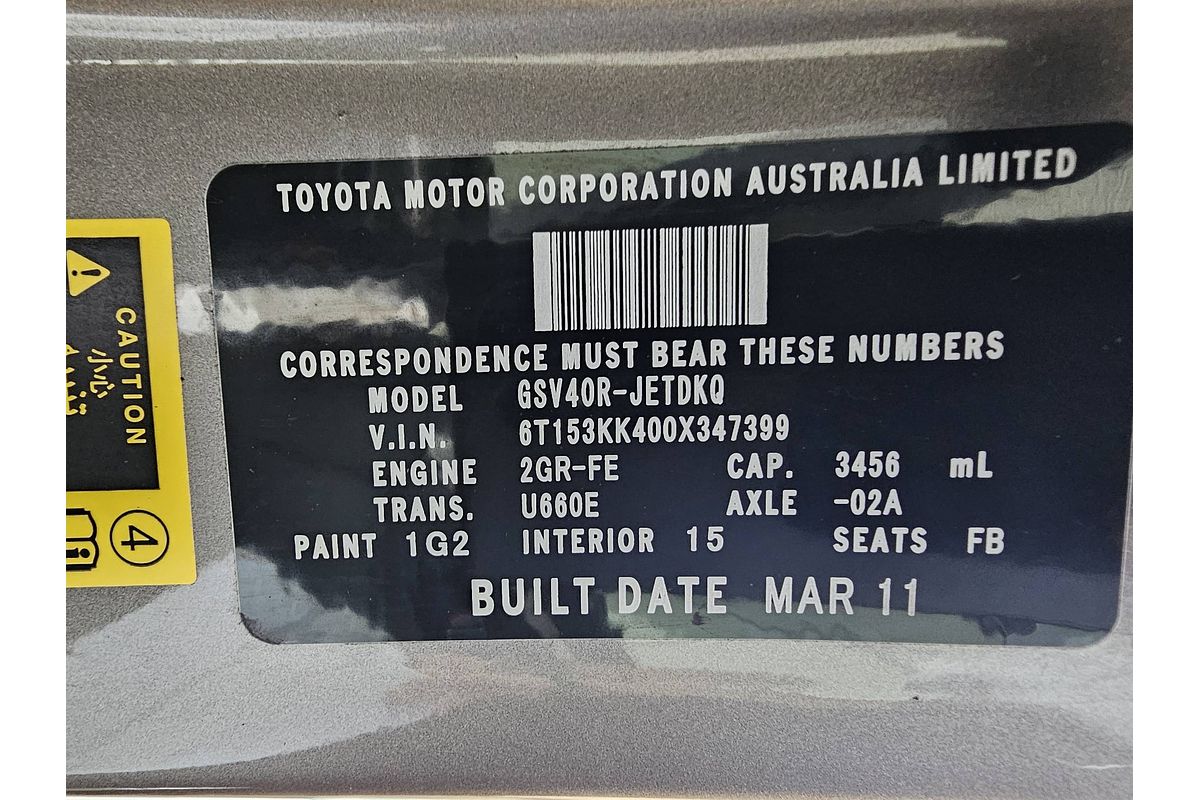 TOYOTA MOTOR CORPORATION AUSTRALIA LIMITED
CORRESPONDENCE MUST BEAR THESE NUMBERS
MODEL GSV40R-JETDKQ
V.I.N. 6T153KK400X347399
ENGINE 2GR-FE CAP. 3456 mL
TRANS. U660E AXLE -02A
PAINT 1G2 INTERIOR 15 SEATS FB
BUILT DATE MAR 11
CAUTION
4